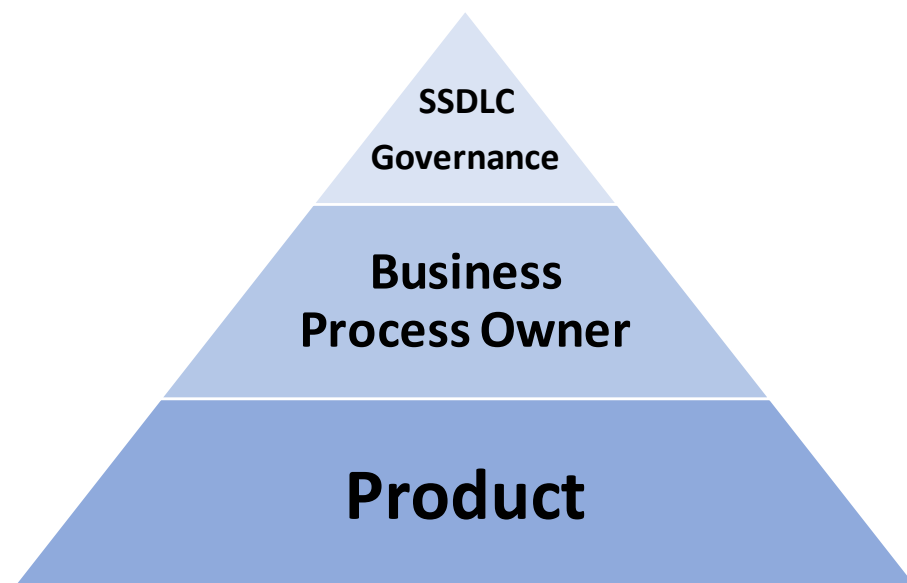 SSDLC
Governance
Business
Process Owner
Product